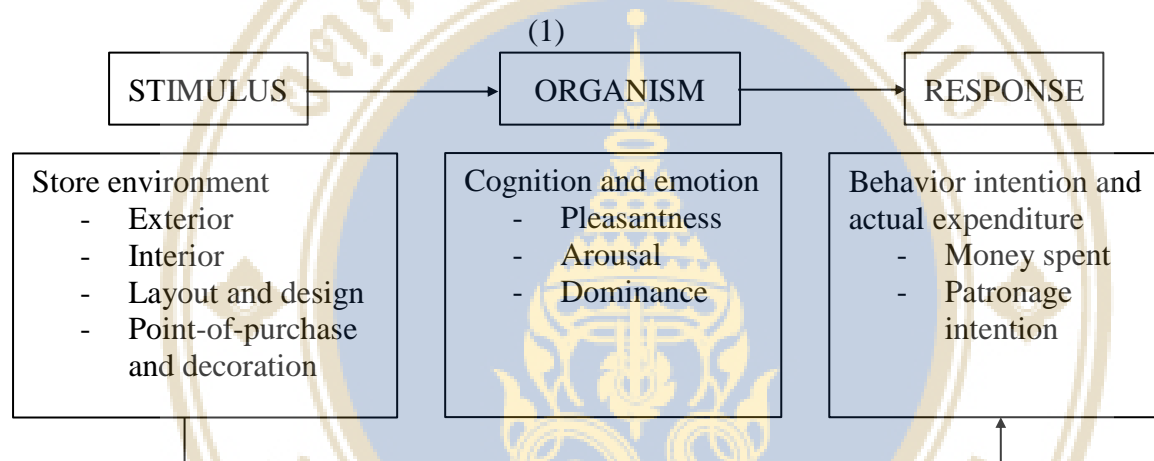 (1)
STIMULUS
ORGANISM
RESPONSE
Store environment
- Exterior
- Interior
- Layout and design
- Point-of-purchase
and decoration
Cognition and emotion
- Pleasantness
- Arousal
- Dominance
Behavior intention and
actual expenditure
- Money spent
- Patronage
intention